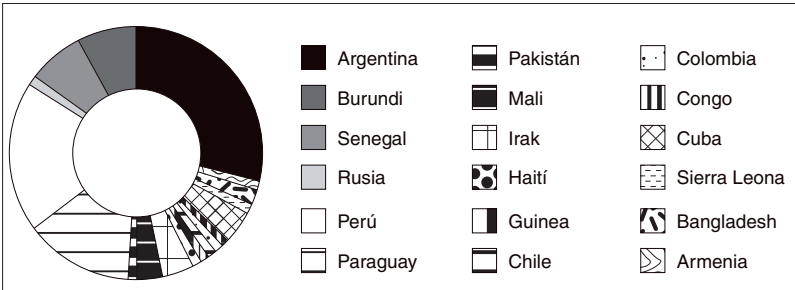 Argentina
Burundi
Senegal
Rusia
Perú
Paraguay
Pakistán
Mali
Irak
Haití
Guinea
Chile
Colombia
Congo
Cuba
Sierra Leona
Bangladesh
Armenia